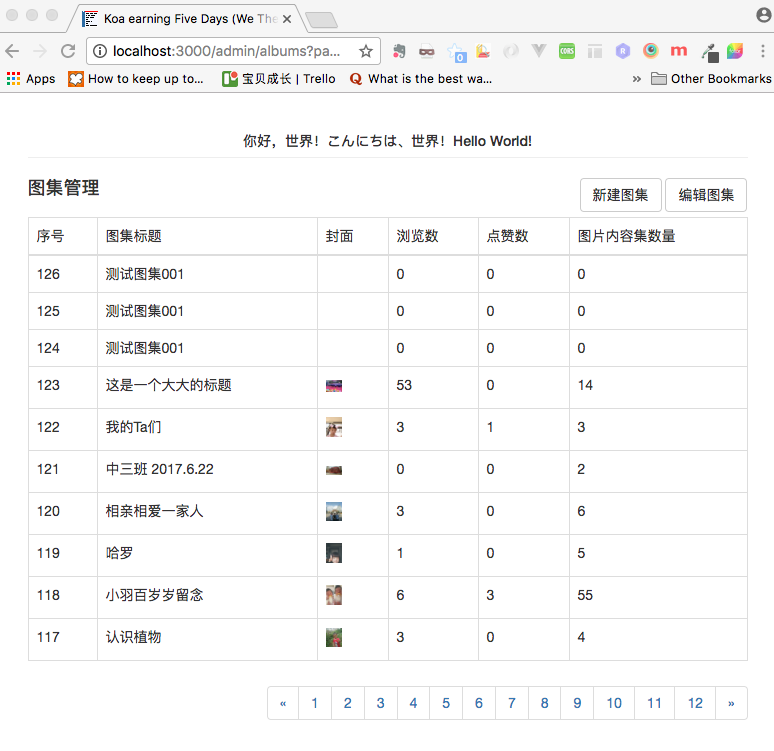 Koa earning Five Days (We The
localhost:3000/admin/albums?pa...
0
CORS
R
m
Apps
How to keep up to...
宝贝成长 | Trello
Q
What is the best wa...
»
Other Bookmarks
你好，世界！こんにちは、世界！Hello World!
图集管理
新建图集
编辑图集
序号 图集标题 封面 浏览数 点赞数 图片内容集数量
126 测试图集001 0 0 0
125 测试图集001 0 0 0
124 测试图集001 0 0 0
123 这是一个大大的标题 53 0 14
122 我的Ta们 3 1 3
121 中三班 2017.6.22 0 0 2
120 相亲相爱一家人 3 0 6
119 哈罗 1 0 5
118 小羽百岁岁留念 6 3 55
117 认识植物 3 0 4
« 1 2 3 4 5 6 7 8 9 10 11 12 »